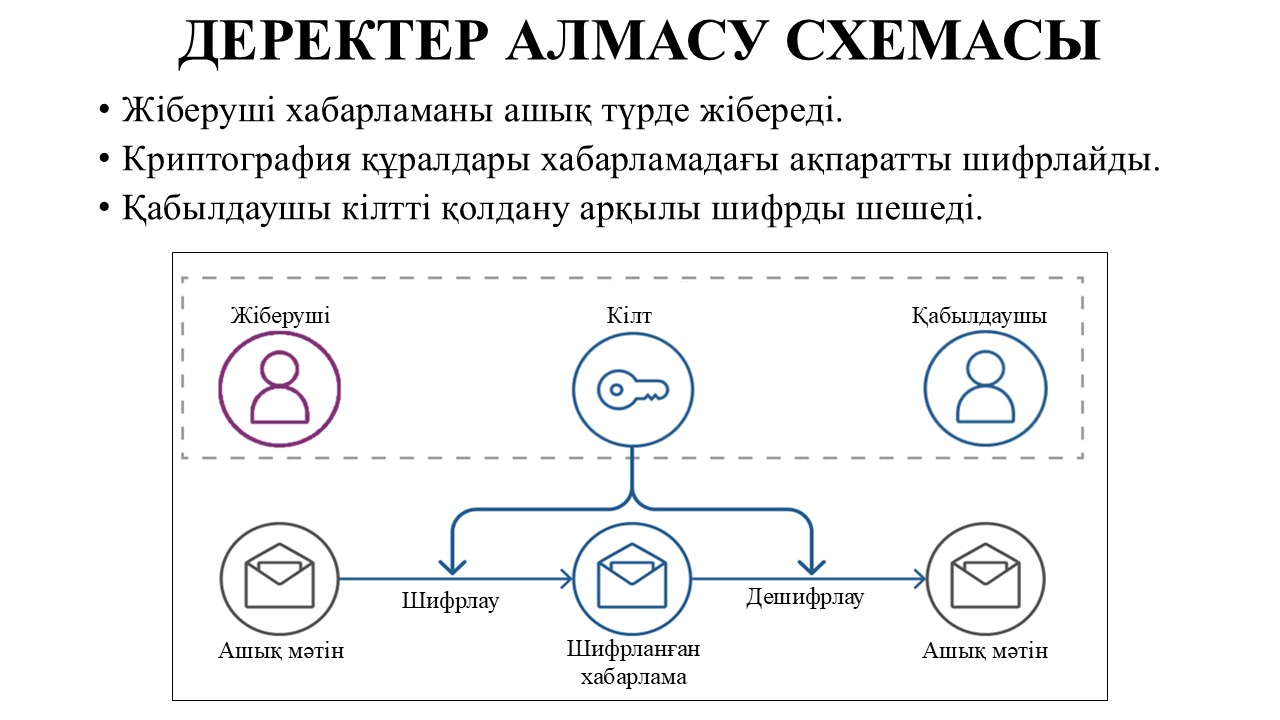 ДЕРЕКТЕР АЛМАСУ СХЕМАСЫ
• Жіберуші хабарламаны ашық түрде жібереді.
• Криптография құралдары хабарламадағы ақпаратты шифрлайды.
• Қабылдаушы кілтті қолдану арқылы шифрды шешеді.
Жіберуші
Кілт
Қабылдаушы
Шифрлау
Дешифрлау
Ашық мәтін
Шифрланған
хабарлама
Ашық мәтін